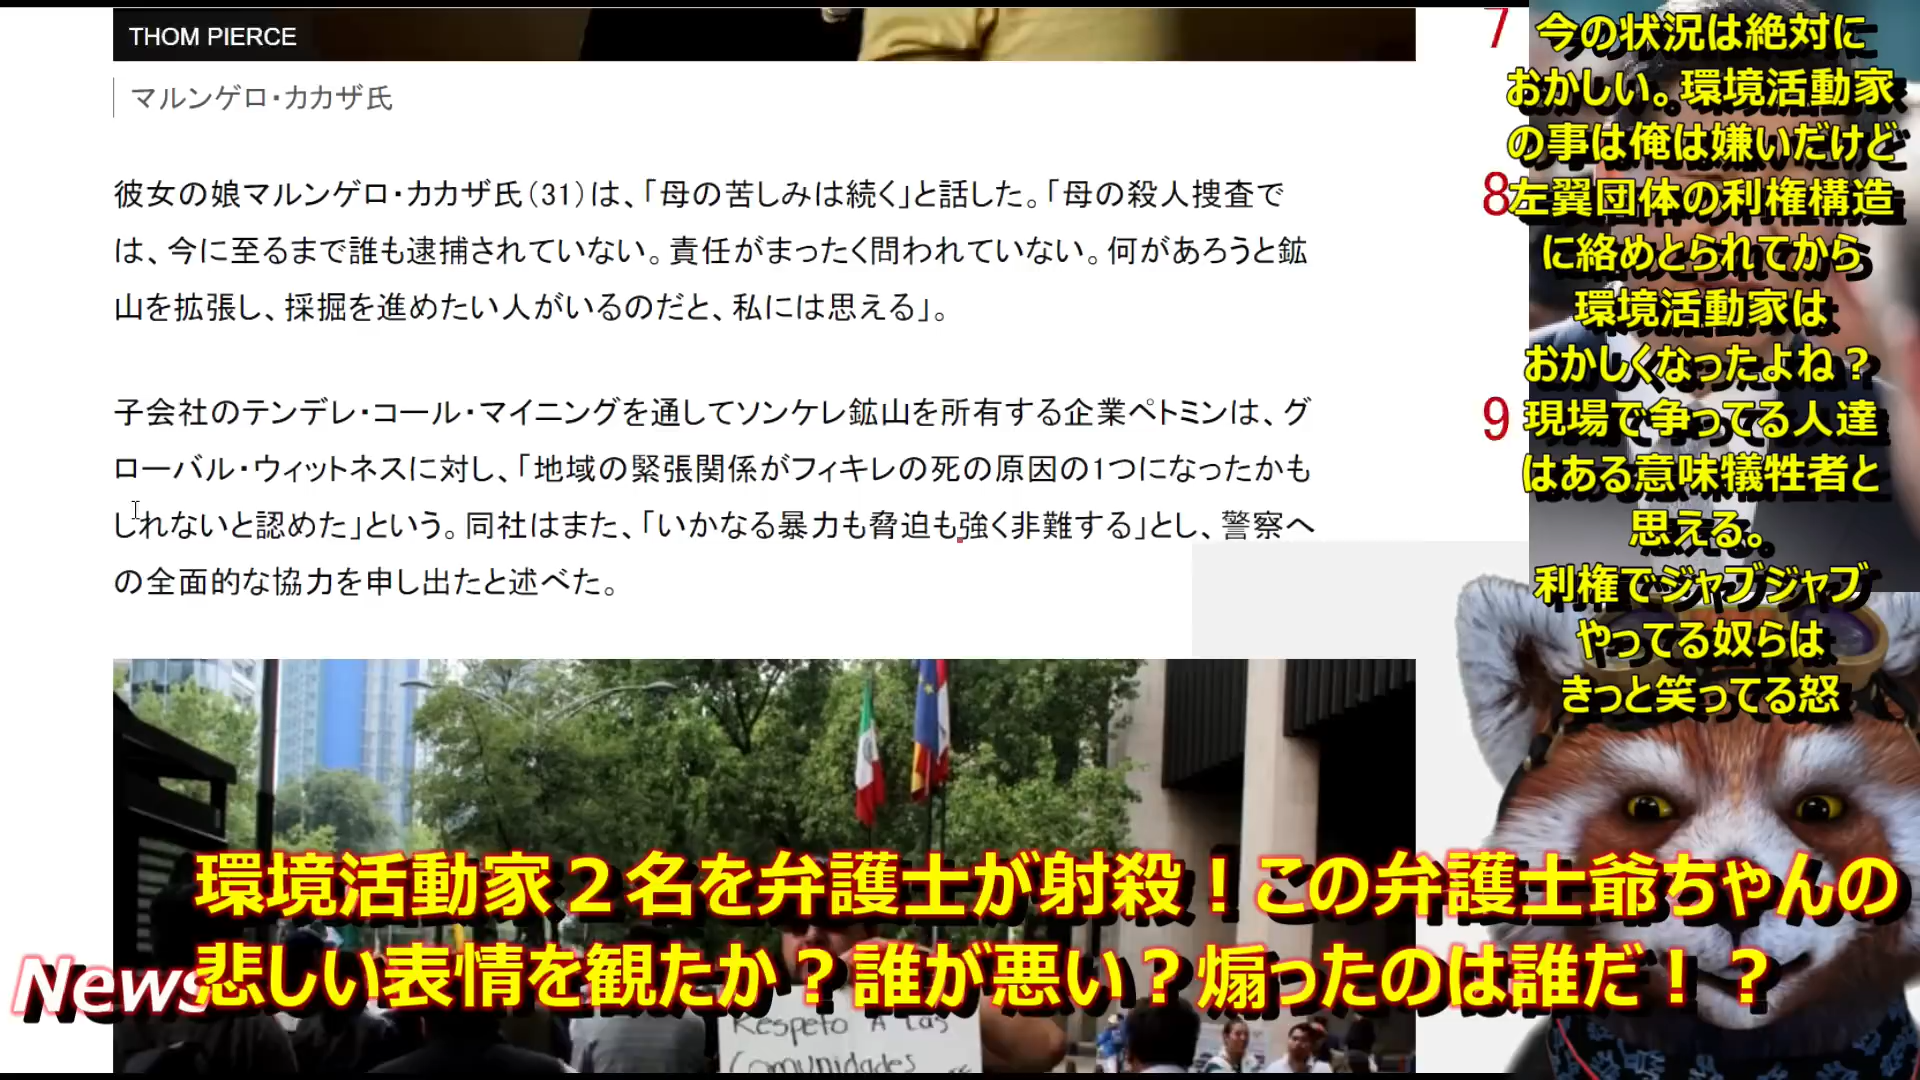 THOM PIERCE
マルンゲロ・カカザ氏
彼女の娘マルンゲロ・カカザ氏（31）は、「母の苦しみは続く」と話した。「母の殺人捜査で
は、今に至るまで誰も逮捕されていない。責任がまったく問われていない。何があろうと鉱
山を拡張し、採掘を進めたい人がいるのだと、私には思える」。
子会社のテンデレ・コール・マイニングを通してソンケレ鉱山を所有する企業ペトミンは、グ
ローバル・ウィットネスに対し、「地域の緊張関係がフィキレの死の原因の1つになったかも
しれないと認めた」という。同社はまた、「いかなる暴力も脅迫も強く非難する」とし、警察へ
の全面的な協力を申し出たと述べた。
7
8
9
今の状況は絶対に
おかしい。環境活動家
の事は俺は嫌いだけど
左翼団体の利権構造
に絡めとられてから
環境活動家は
おかしくなったよね？
現場で争ってる人達
はある意味犠牲者と
思える。
利権でジャブジャブ
やってる奴らは
きっと笑ってる怒
環境活動家２名を弁護士が射殺！この弁護士爺ちゃんの
悲しい表情を観たか？誰が悪い？煽ったのは誰だ！？
News
Respeto A Las
Comunidades